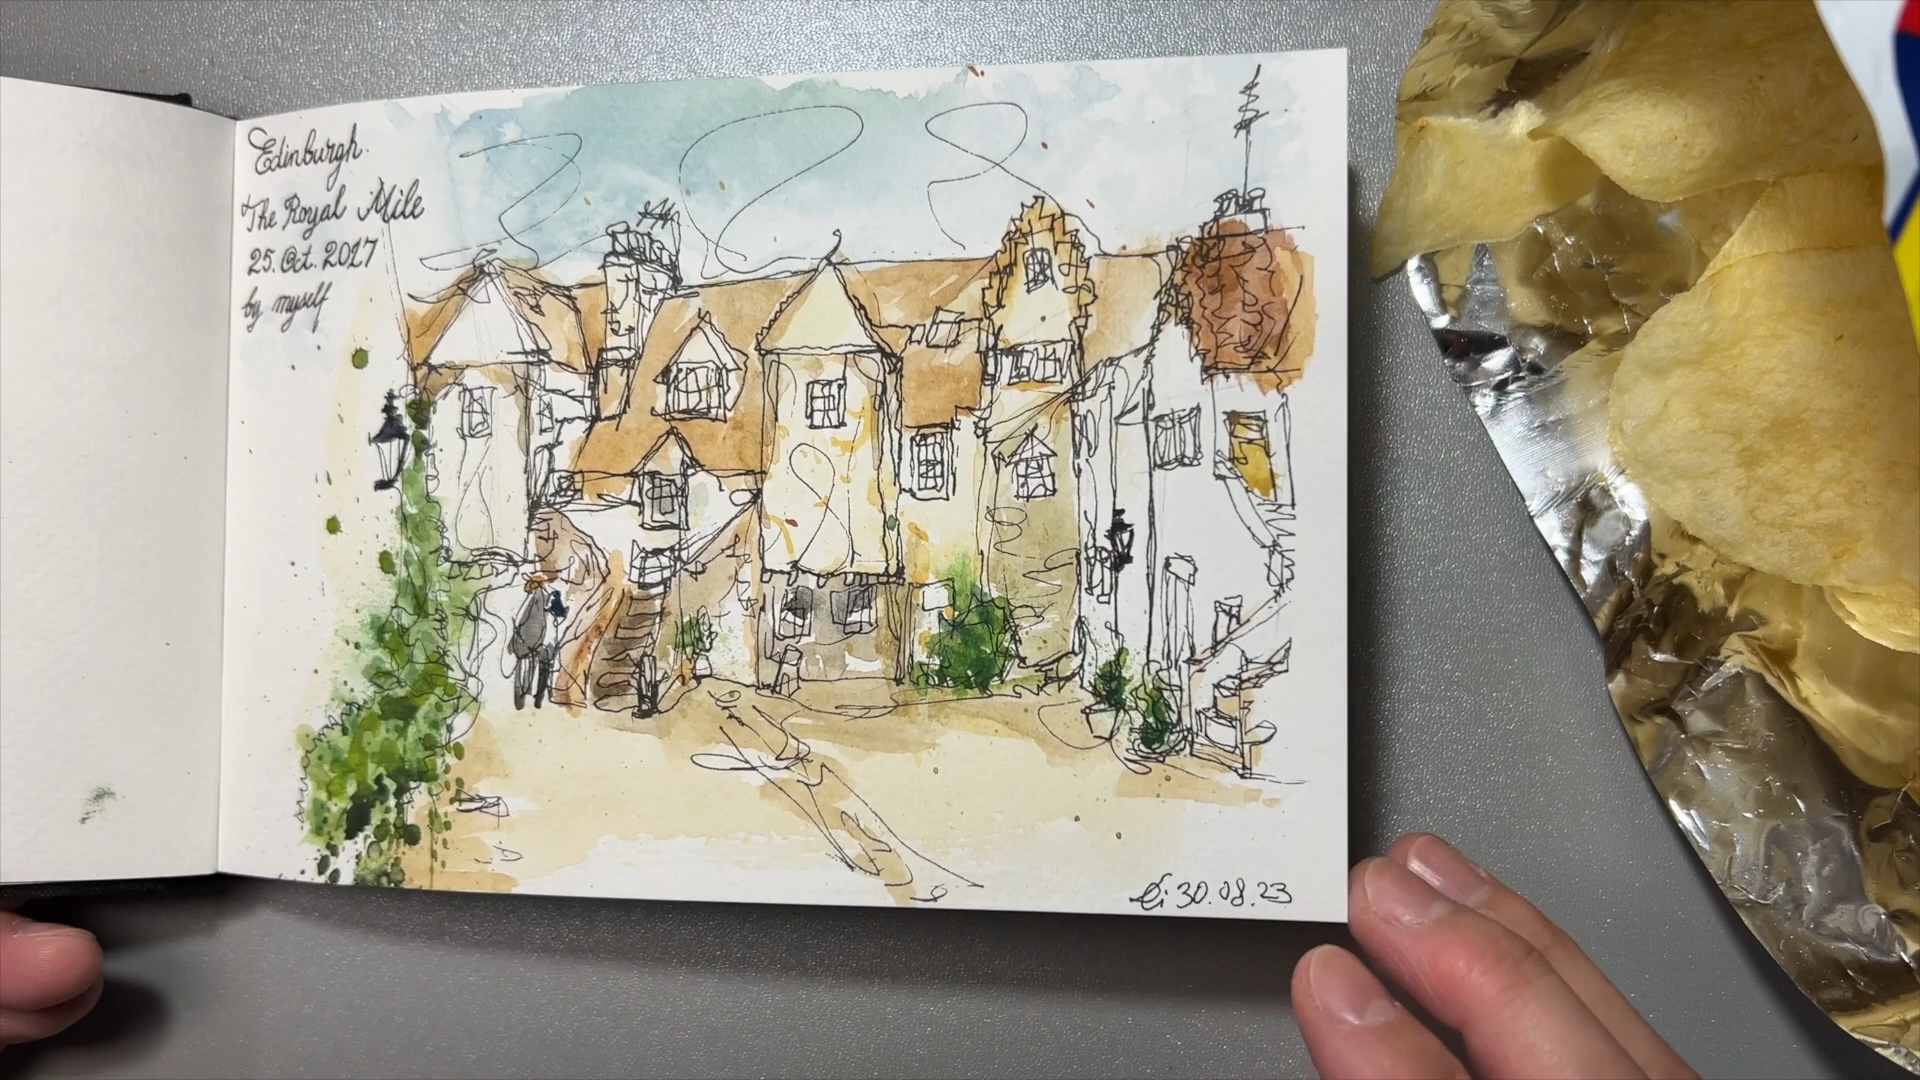 Edinburgh.
The Royal Mile
25. Oct. 2017
by myself
30.08.23